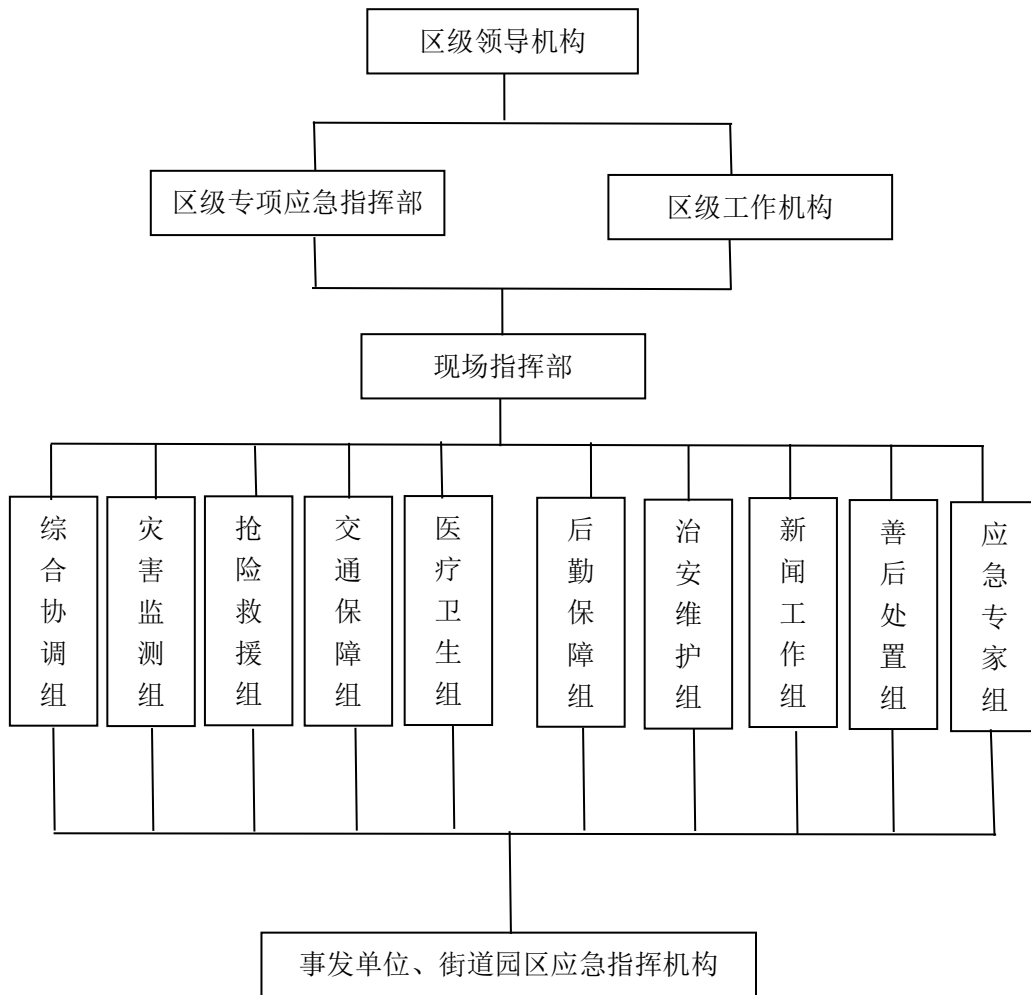 区级领导机构
区级专项应急指挥部
区级工作机构
现场指挥部
综合协调组
灾害监测组
抢险救援组
交通保障组
医疗卫生组
后勤保障组
治安维护组
新闻工作组
善后处置组
应急专家组
事发单位、街道园区应急指挥机构